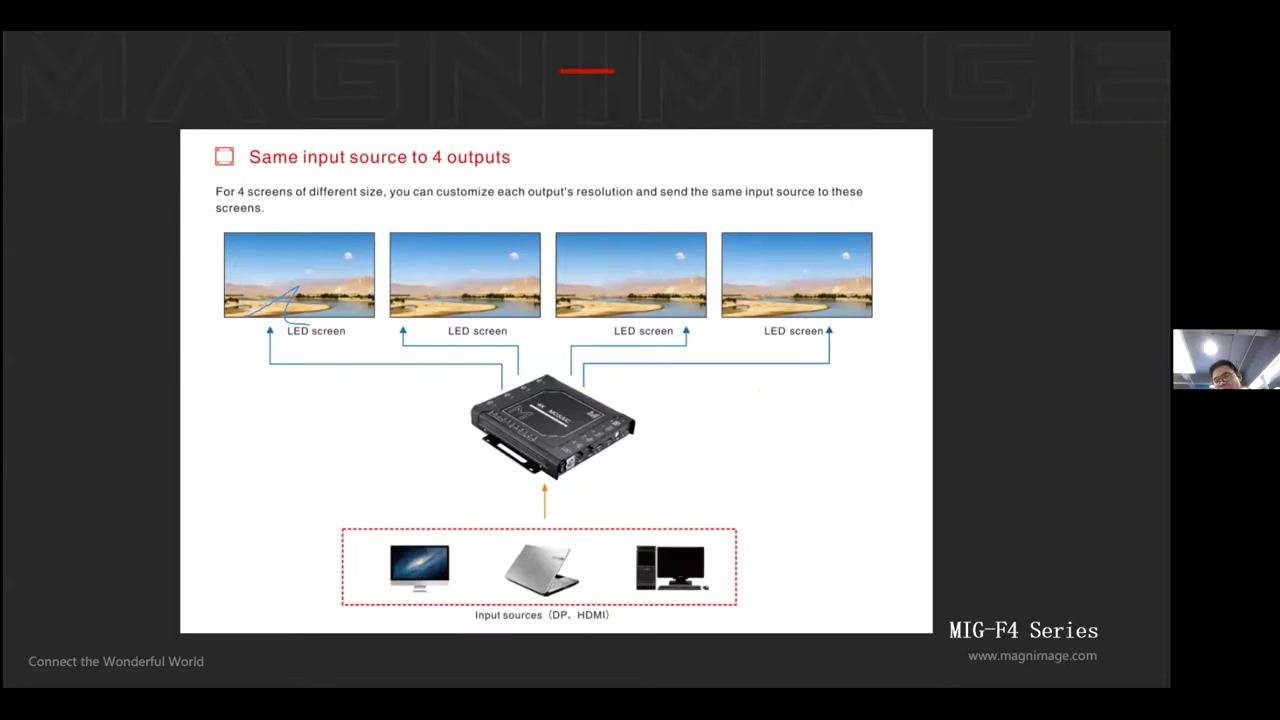 MAGNIMAGE
Same input source to 4 outputs
For 4 screens of different size, you can customize each output's resolution and send the same input source to these
screens.
LED screen
LED screen
LED screen
LED screen
4K MOSAIC
Input sources（DP、HDMI）
MIG-F4 Series
Connect the Wonderful World
www.magnimage.com